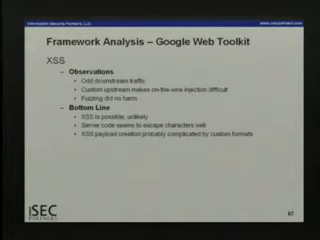 Information Security Partners, LLC
www.isecpartners.com
Framework Analysis – Google Web Toolkit
XSS
– Observations
• Odd downstream traffic
• Custom upstream makes on-the-wire injection difficult
• Fuzzing did no harm
– Bottom Line
• XSS is possible, unlikely
• Server code seems to escape characters well
• XSS payload creation probably complicated by custom formats
iSEC
PARTNERS
67